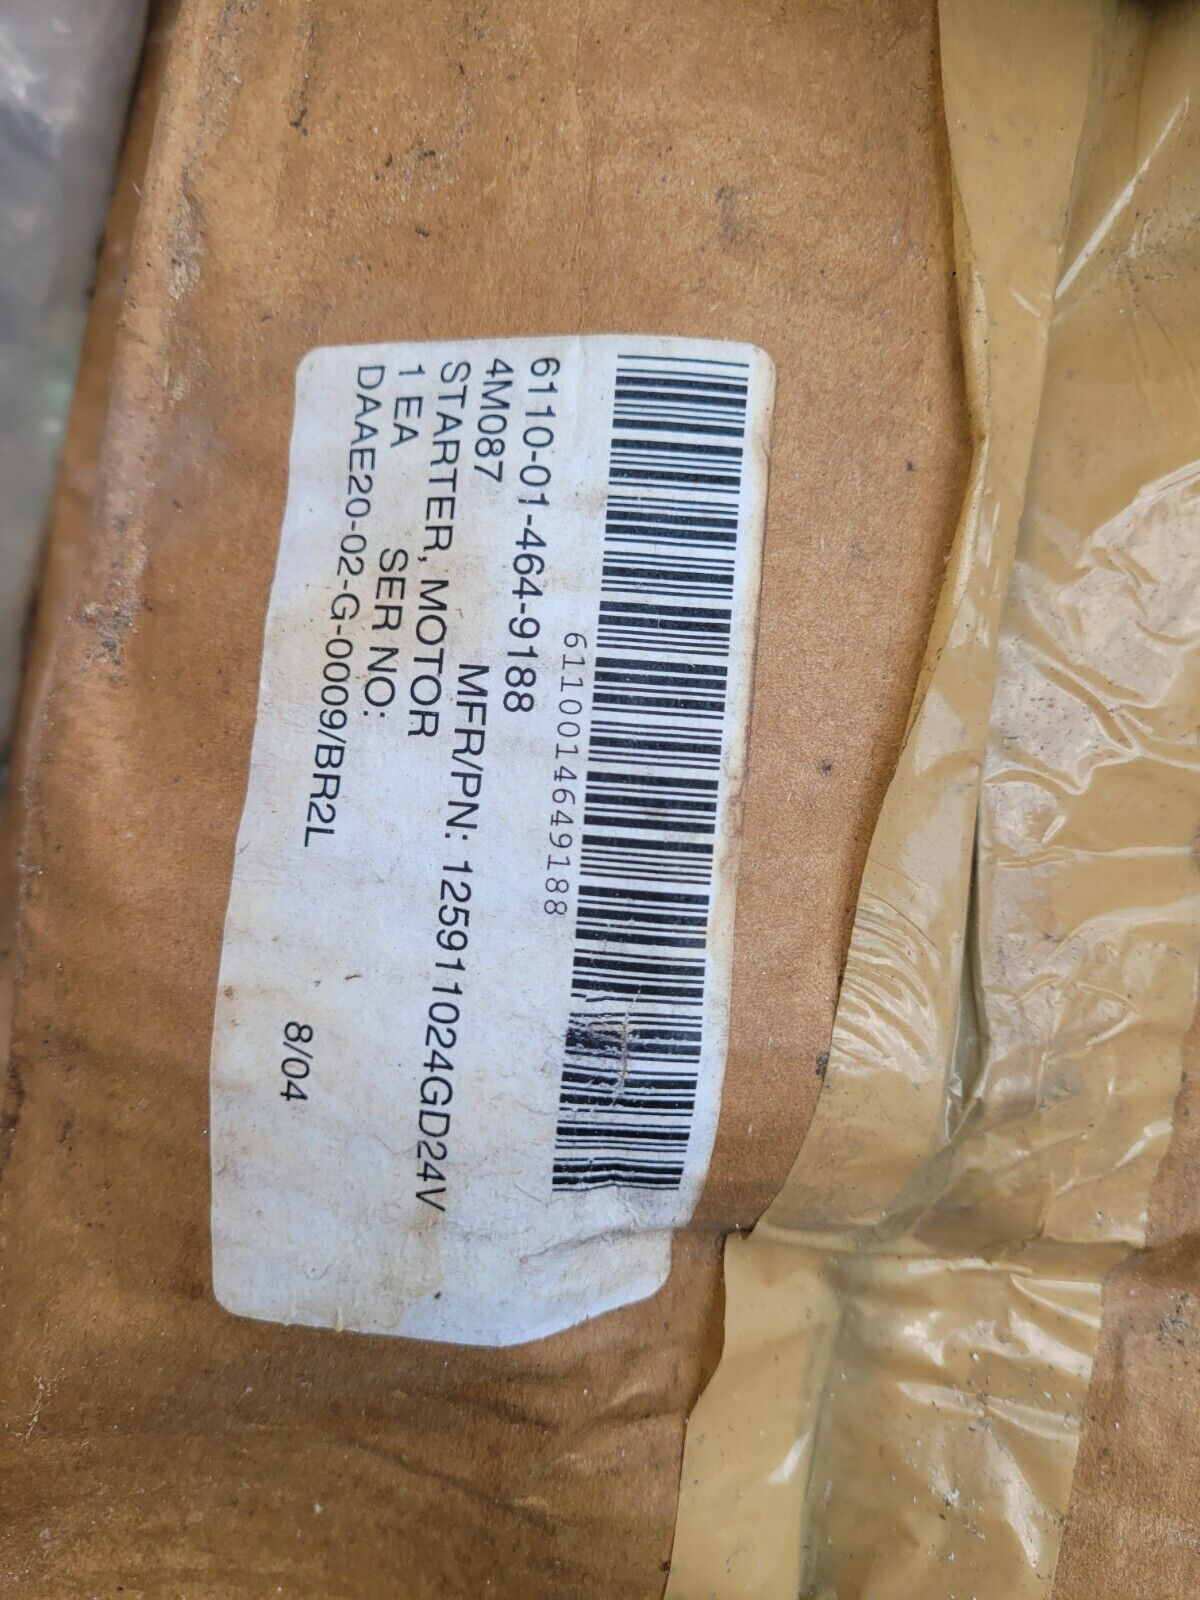 6110014649188
6110-01-464-9188
4M087 MFR/PN: 125911024GD24V
STARTER, MOTOR
1 EA SER NO:
DAAE20-02-G-0009/BR2L 8/04